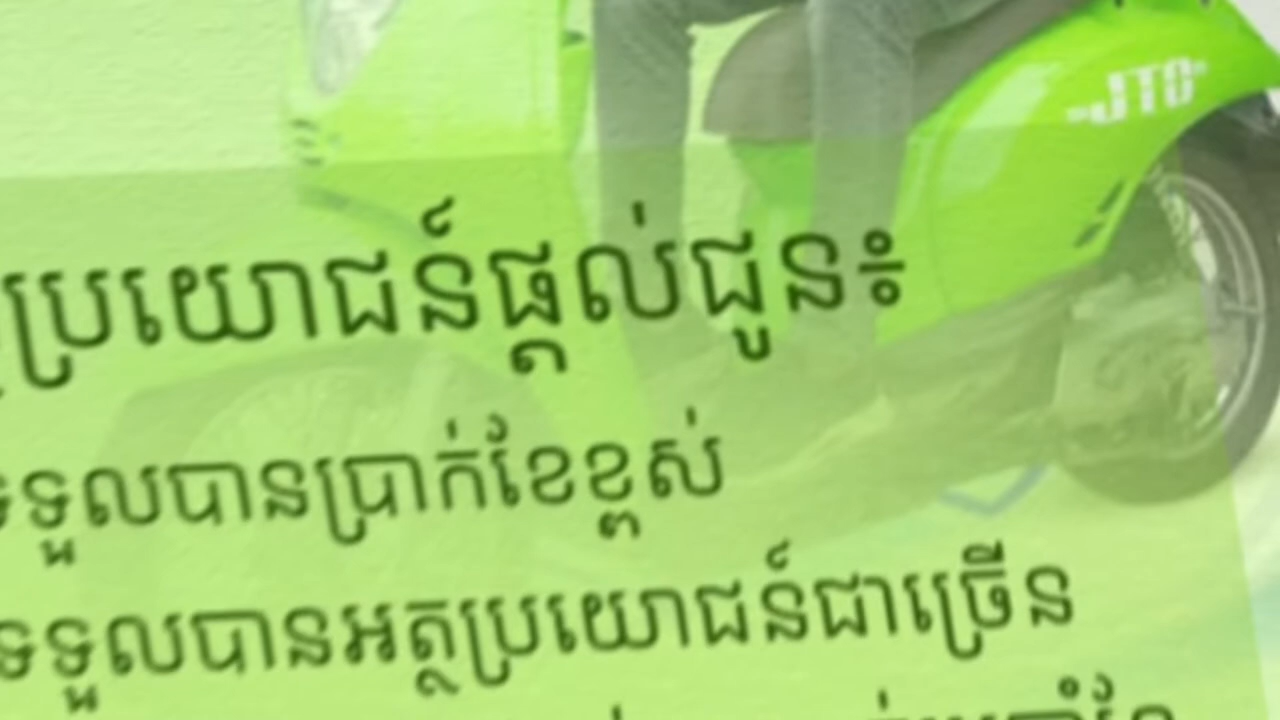 JTO
ប្រយោជន៍ផ្តល់ជូន៖
ទទួលបានប្រាក់ខែខ្ពស់
ទទួលបានអត្ថប្រយោជន៍ជាច្រើន